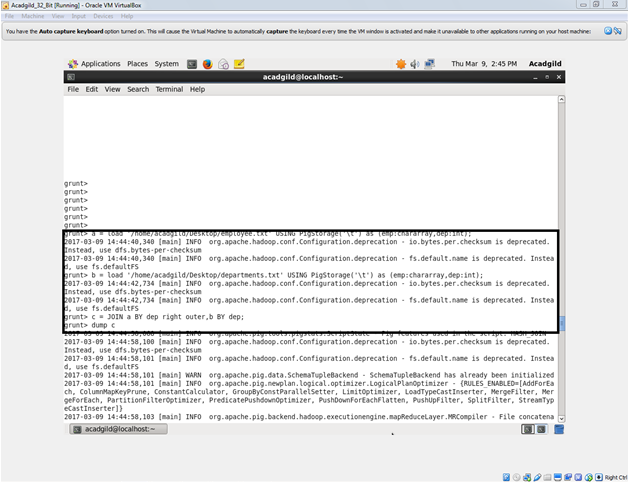 Acadgild_32_Bit [Running] - Oracle VM VirtualBox
File Machine View Input Devices Help
You have the Auto capture keyboard option turned on. This will cause the Virtual Machine to automatically capture the keyboard every time the VM window is activated and make it unavailable to other applications running on your host machine:
Applications Places System Thu Mar 9, 2:45 PM Acadgild
acadgild@localhost:~
File Edit View Search Terminal Help
grunt>
grunt>
grunt>
grunt>
grunt>
grunt>
grunt> a = load '/home/acadgild/Desktop/employee.txt' USING PigStorage('\t') as (emp:chararray,dep:int);
2017-03-09 14:44:40,340 [main] INFO org.apache.hadoop.conf.Configuration.deprecation - io.bytes.per.checksum is deprecated.
Instead, use dfs.bytes-per-checksum
2017-03-09 14:44:40,340 [main] INFO org.apache.hadoop.conf.Configuration.deprecation - fs.default.name is deprecated. Instea
d, use fs.defaultFS
grunt> b = load '/home/acadgild/Desktop/departments.txt' USING PigStorage('\t') as (emp:chararray,dep:int);
2017-03-09 14:44:42,734 [main] INFO org.apache.hadoop.conf.Configuration.deprecation - io.bytes.per.checksum is deprecated.
Instead, use dfs.bytes-per-checksum
2017-03-09 14:44:42,734 [main] INFO org.apache.hadoop.conf.Configuration.deprecation - fs.default.name is deprecated. Instea
d, use fs.defaultFS
grunt> c = JOIN a BY dep right outer,b BY dep;
grunt> dump c
[main] INFO org.apache.pig.tools.pigstats.ScriptState - Pig features used in the script: HASH_JOIN
2017-03-09 14:44:58,100 [main] INFO org.apache.hadoop.conf.Configuration.deprecation - io.bytes.per.checksum is deprecated.
Instead, use dfs.bytes-per-checksum
2017-03-09 14:44:58,101 [main] INFO org.apache.hadoop.conf.Configuration.deprecation - fs.default.name is deprecated. Instea
d, use fs.defaultFS
2017-03-09 14:44:58,101 [main] WARN org.apache.pig.data.SchemaTupleBackend - SchemaTupleBackend has already been initialized
2017-03-09 14:44:58,101 [main] INFO org.apache.pig.newplan.logical.optimizer.LogicalPlanOptimizer - {RULES_ENABLED=[AddForEa
ch, ColumnMapKeyPrune, ConstantCalculator, GroupByConstParallelSetter, LimitOptimizer, LoadTypeCastInserter, MergeFilter, Mer
geForEach, PartitionFilterOptimizer, PredicatePushdownOptimizer, PushDownForEachFlatten, PushUpFilter, SplitFilter, StreamTyp
eCastInserter]}
2017-03-09 14:44:58,103 [main] INFO org.apache.pig.backend.hadoop.executionengine.mapReduceLayer.MRCompiler - File concatena
acadgild@localhost:~
Right Ctrl